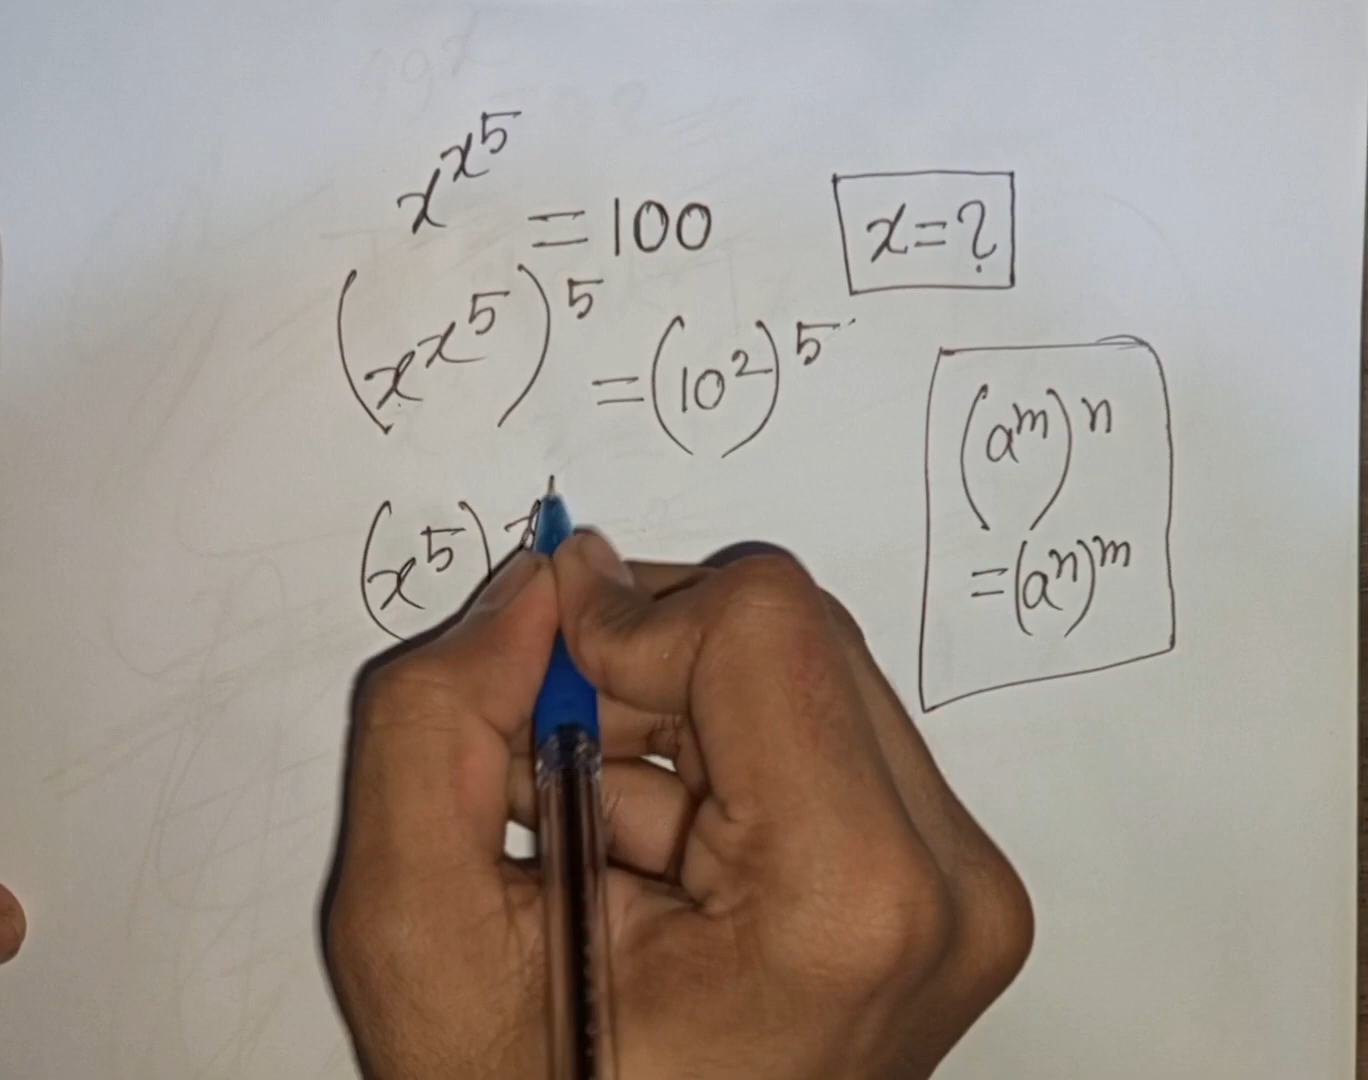 x^{x^5} = 100
x = ?
(x^{x^5})^5 = (10^2)^5
(a^m)^n
= (a^n)^m
(x^5)^x